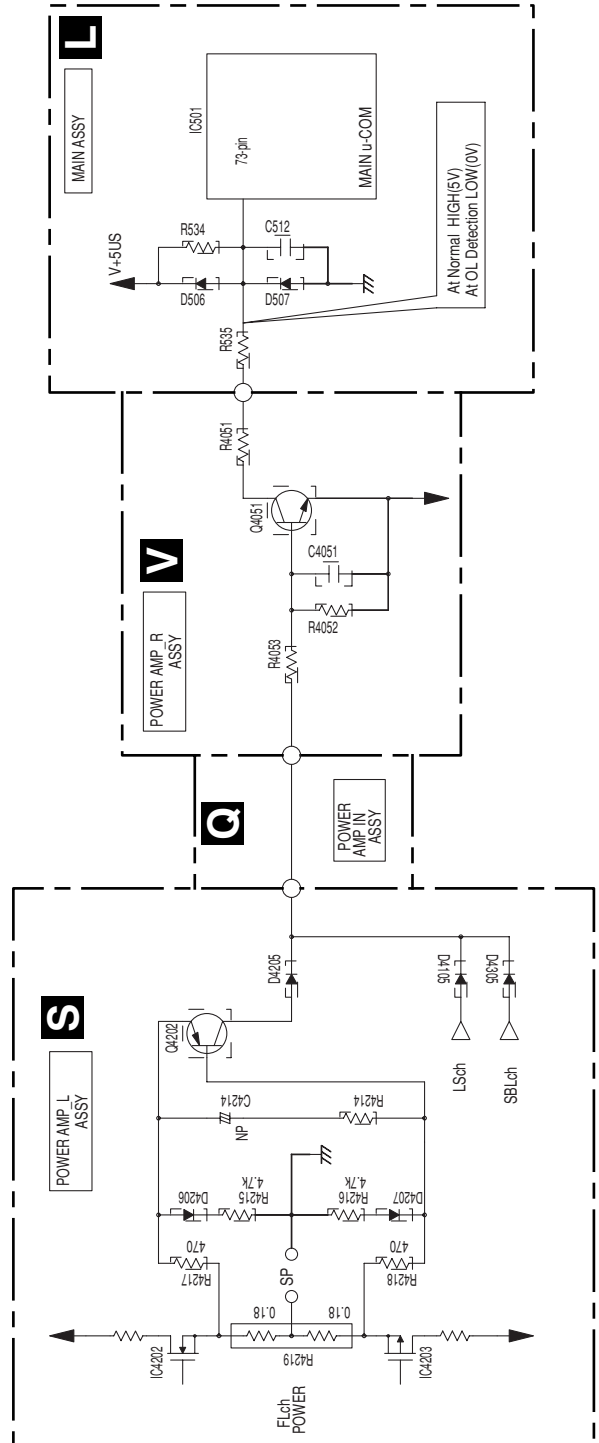 L
MAIN ASSY
IC501
73-pin
MAIN u-COM
V+5US
R534
C512
D506
D507
R535
At Normal HIGH(5V)
At OL Detection LOW(0V)
V
POWER AMP_R
ASSY
R4051
Q4051
C4051
R4052
R4053
Q
POWER
AMP IN
ASSY
S
POWER AMP_L
ASSY
Q4202
D4205
D4105
D4305
LSch
SBLch
C4214
NP
R4214
D4206
R4215
4.7k
R4216
4.7k
D4207
R4217
470
R4218
470
SP
0.18
0.18
R4219
IC4202
IC4203
FLch
POWER